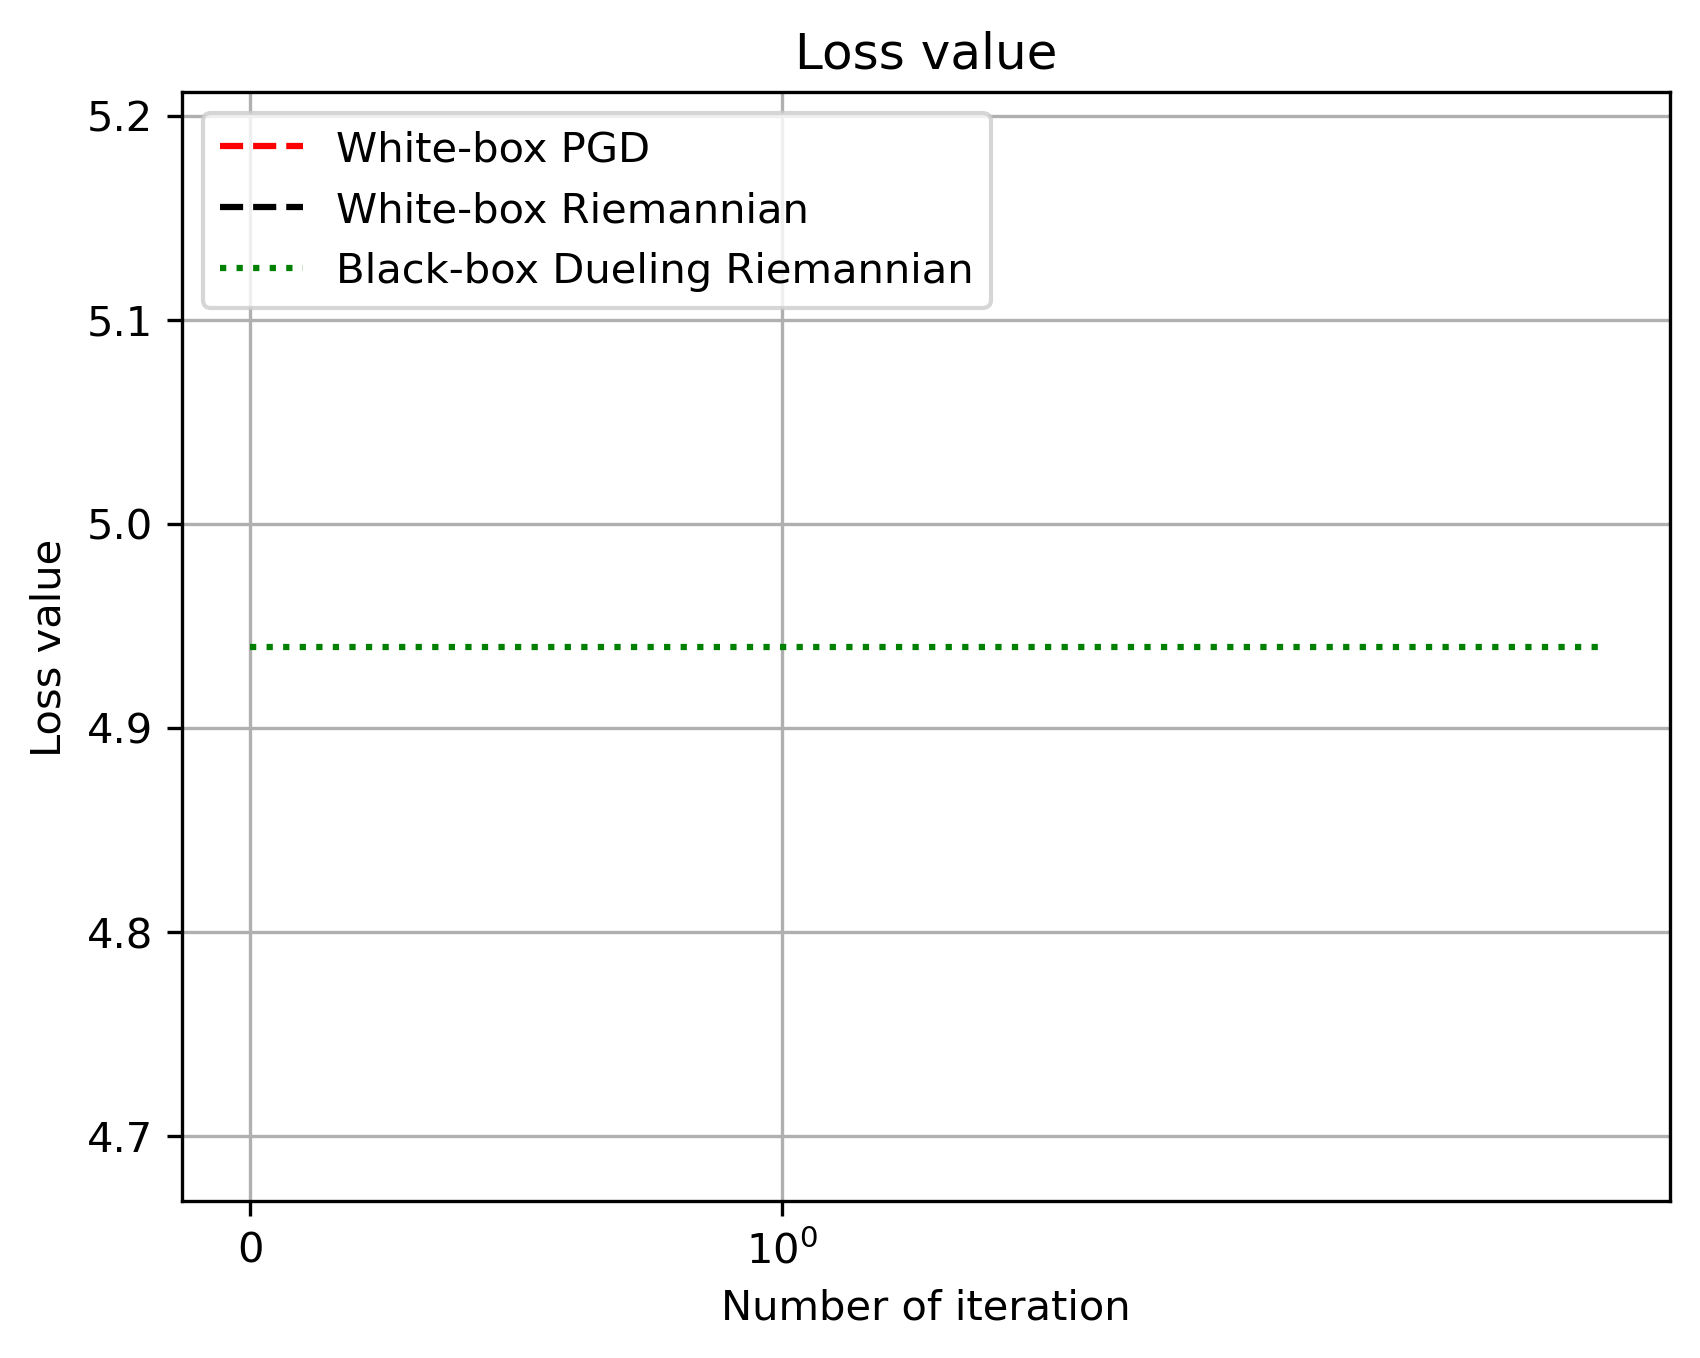 Loss value
5.2
White-box PGD
White-box Riemannian
Black-box Dueling Riemannian
5.1
5.0
4.9
4.8
4.7
Loss value
0
10⁰
Number of iteration